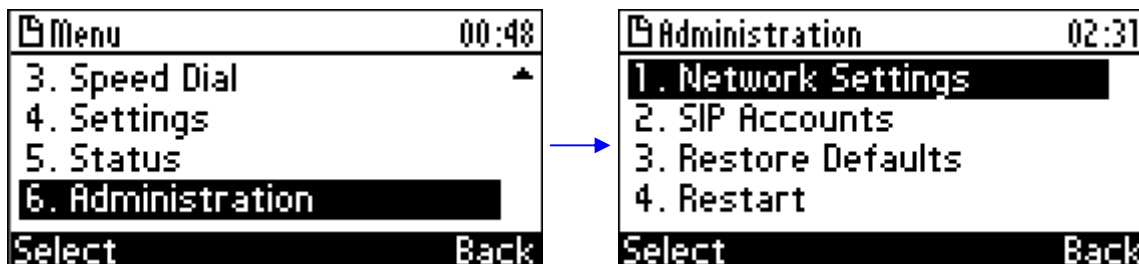 Menu 00:48
3. Speed Dial
4. Settings
5. Status
6. Administration
Select Back
Administration 02:31
1. Network Settings
2. SIP Accounts
3. Restore Defaults
4. Restart
Select Back